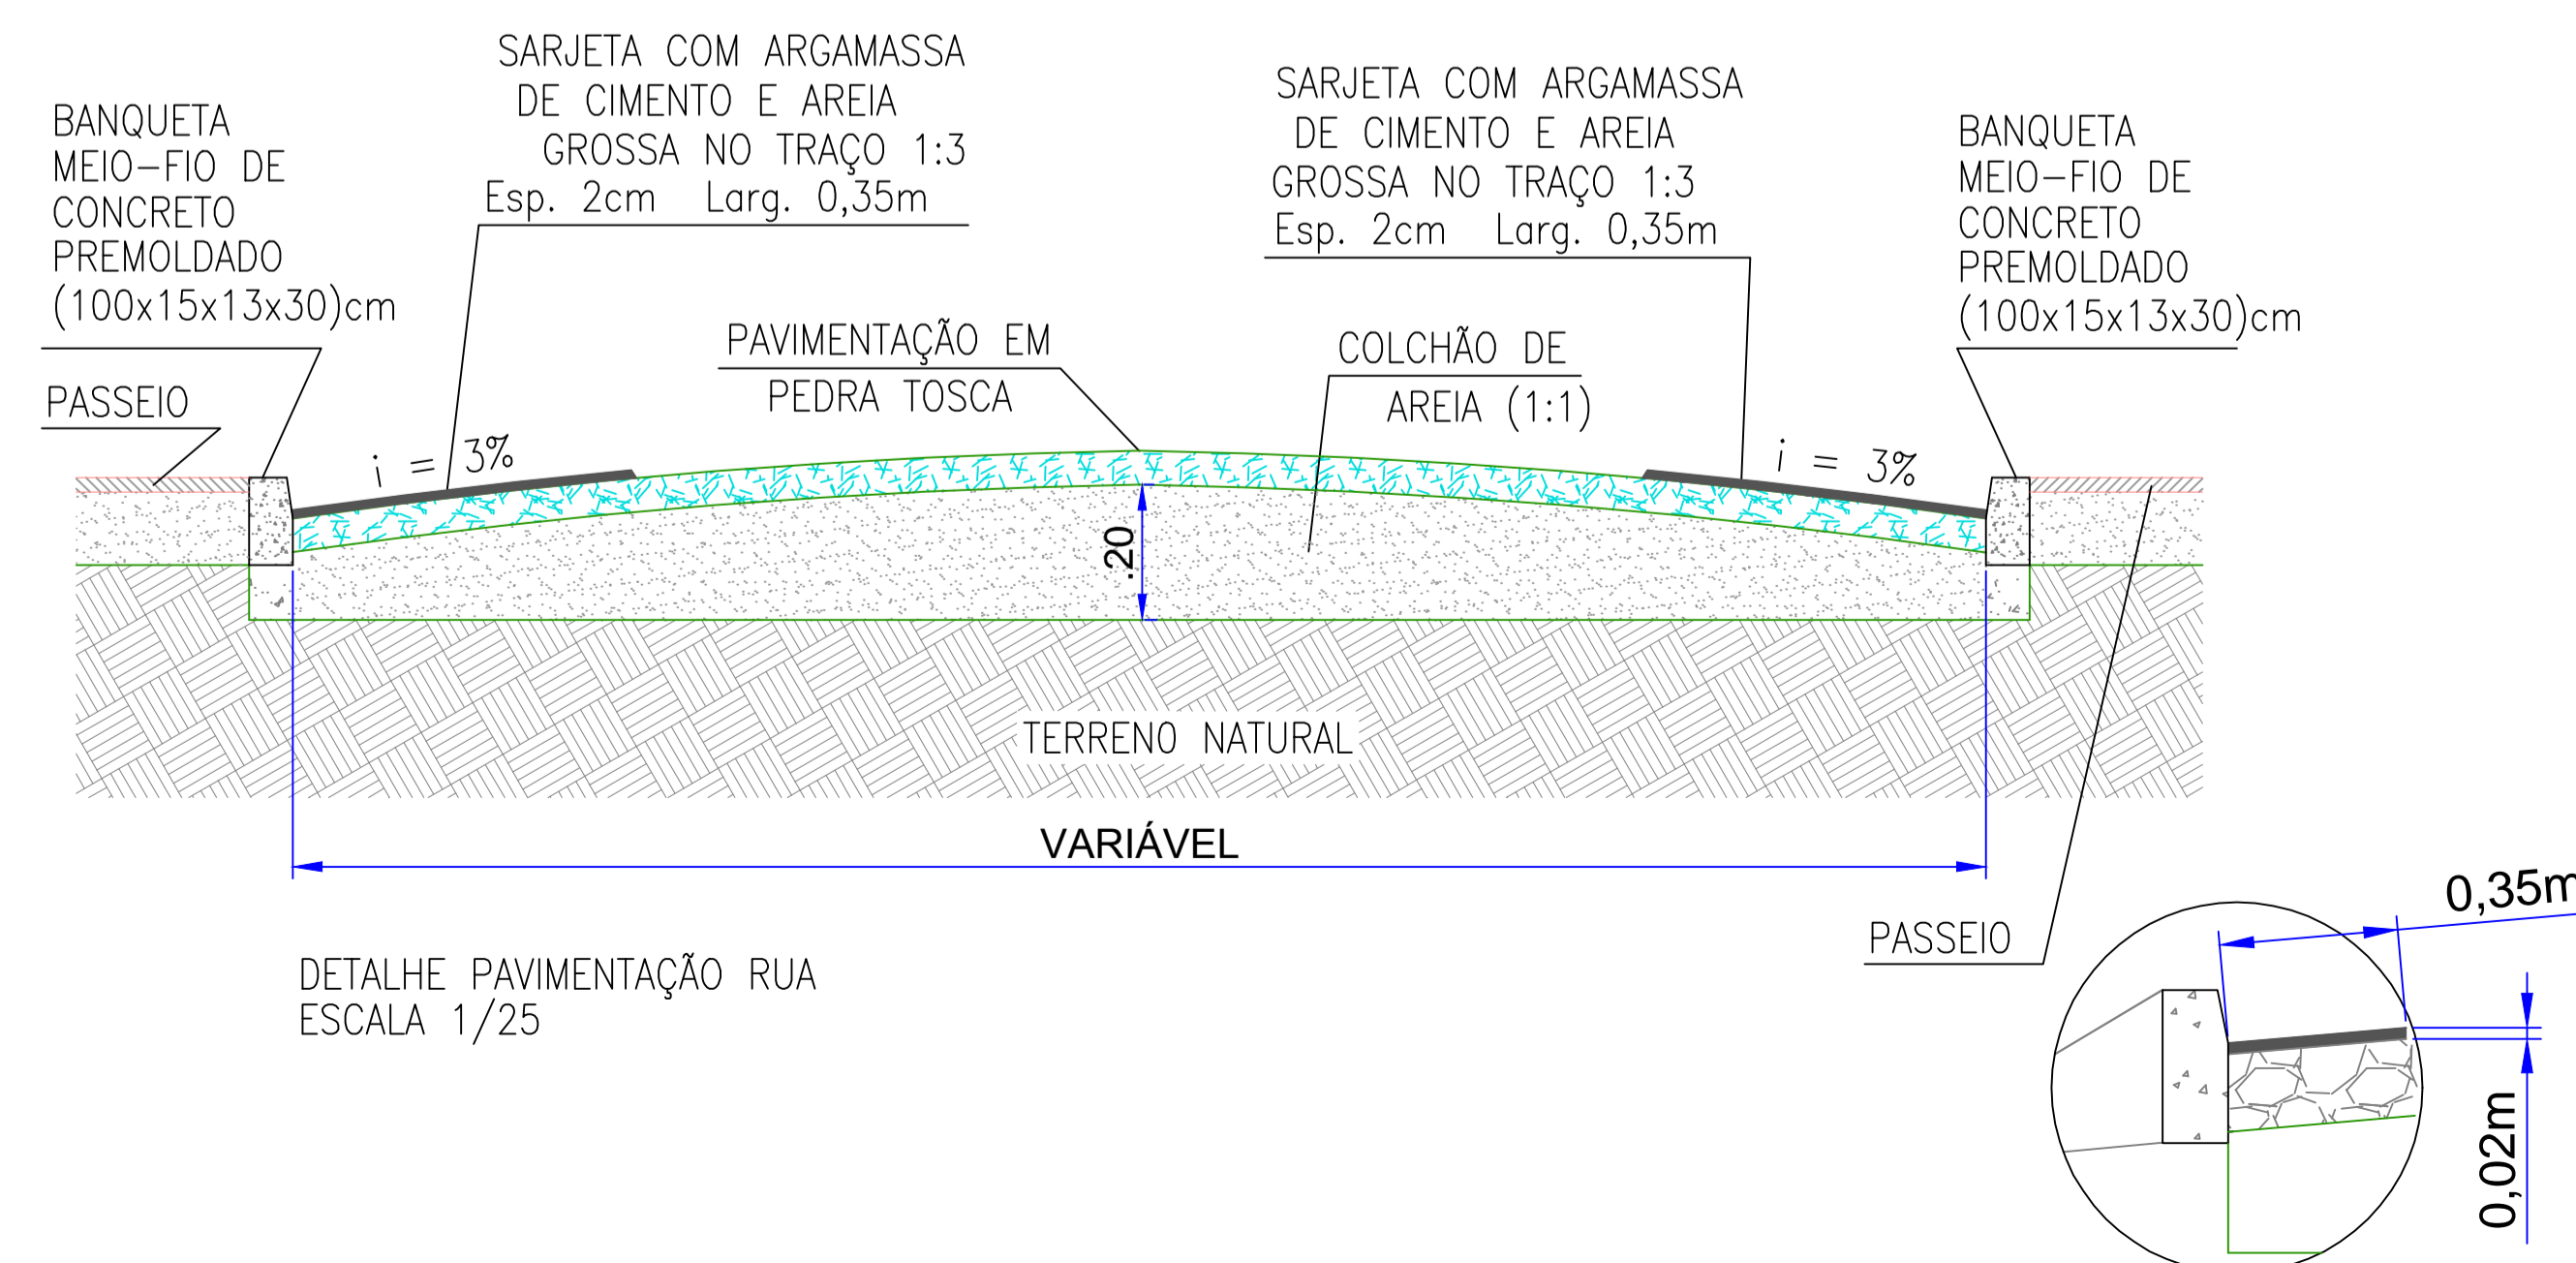 BANQUETA
MEIO-FIO DE
CONCRETO
PREMOLDADO
(100x15x13x30)cm
PASSEIO
SARJETA COM ARGAMASSA
DE CIMENTO E AREIA
GROSSA NO TRAÇO 1:3
Esp. 2cm Larg. 0,35m
PAVIMENTAÇÃO EM
PEDRA TOSCA
SARJETA COM ARGAMASSA
DE CIMENTO E AREIA
GROSSA NO TRAÇO 1:3
Esp. 2cm Larg. 0,35m
COLCHÃO DE
AREIA (1:1)
BANQUETA
MEIO-FIO DE
CONCRETO
PREMOLDADO
(100x15x13x30)cm
i = 3%
i = 3%
.20
TERRENO NATURAL
VARIÁVEL
PASSEIO
DETALHE PAVIMENTAÇÃO RUA
ESCALA 1/25
0,35m
0,02m